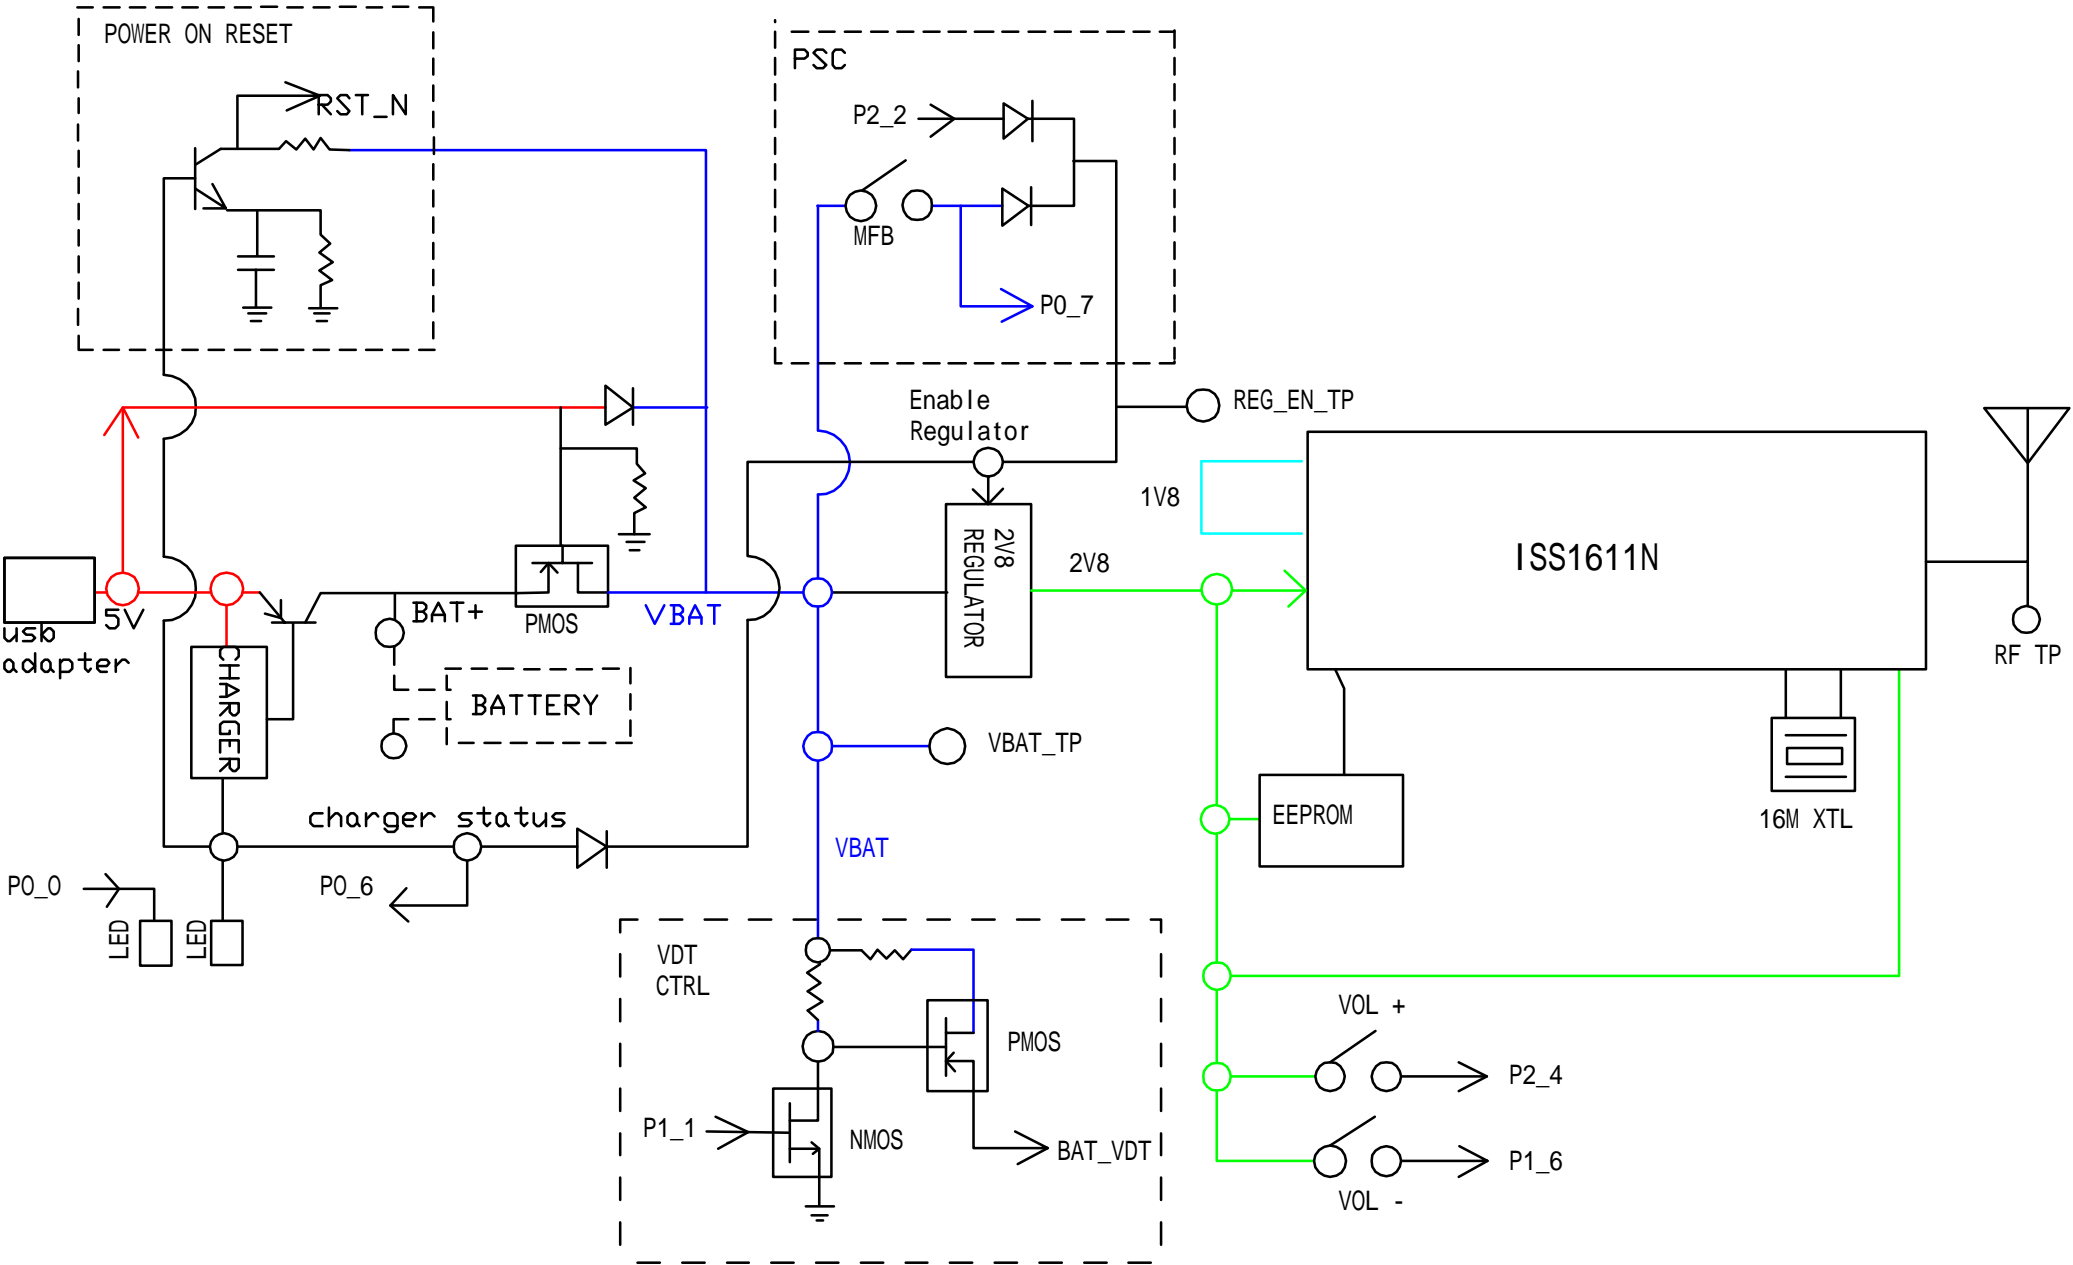 POWER ON RESET
RST_N
PSC
P2_2
MFB
P0_7
Enable
Regulator
REG_EN_TP
1V8
ISS1611N
2V8
REGULATOR
2V8
usb
adapter
5V
BAT+
PMOS
VBAT
RF TP
CHARGER
BATTERY
VBAT_TP
charger status
VBAT
EEPROM
16M XTL
P0_0
P0_6
LED
LED
VDT
CTRL
PMOS
P1_1
NMOS
BAT_VDT
VOL +
P2_4
P1_6
VOL -